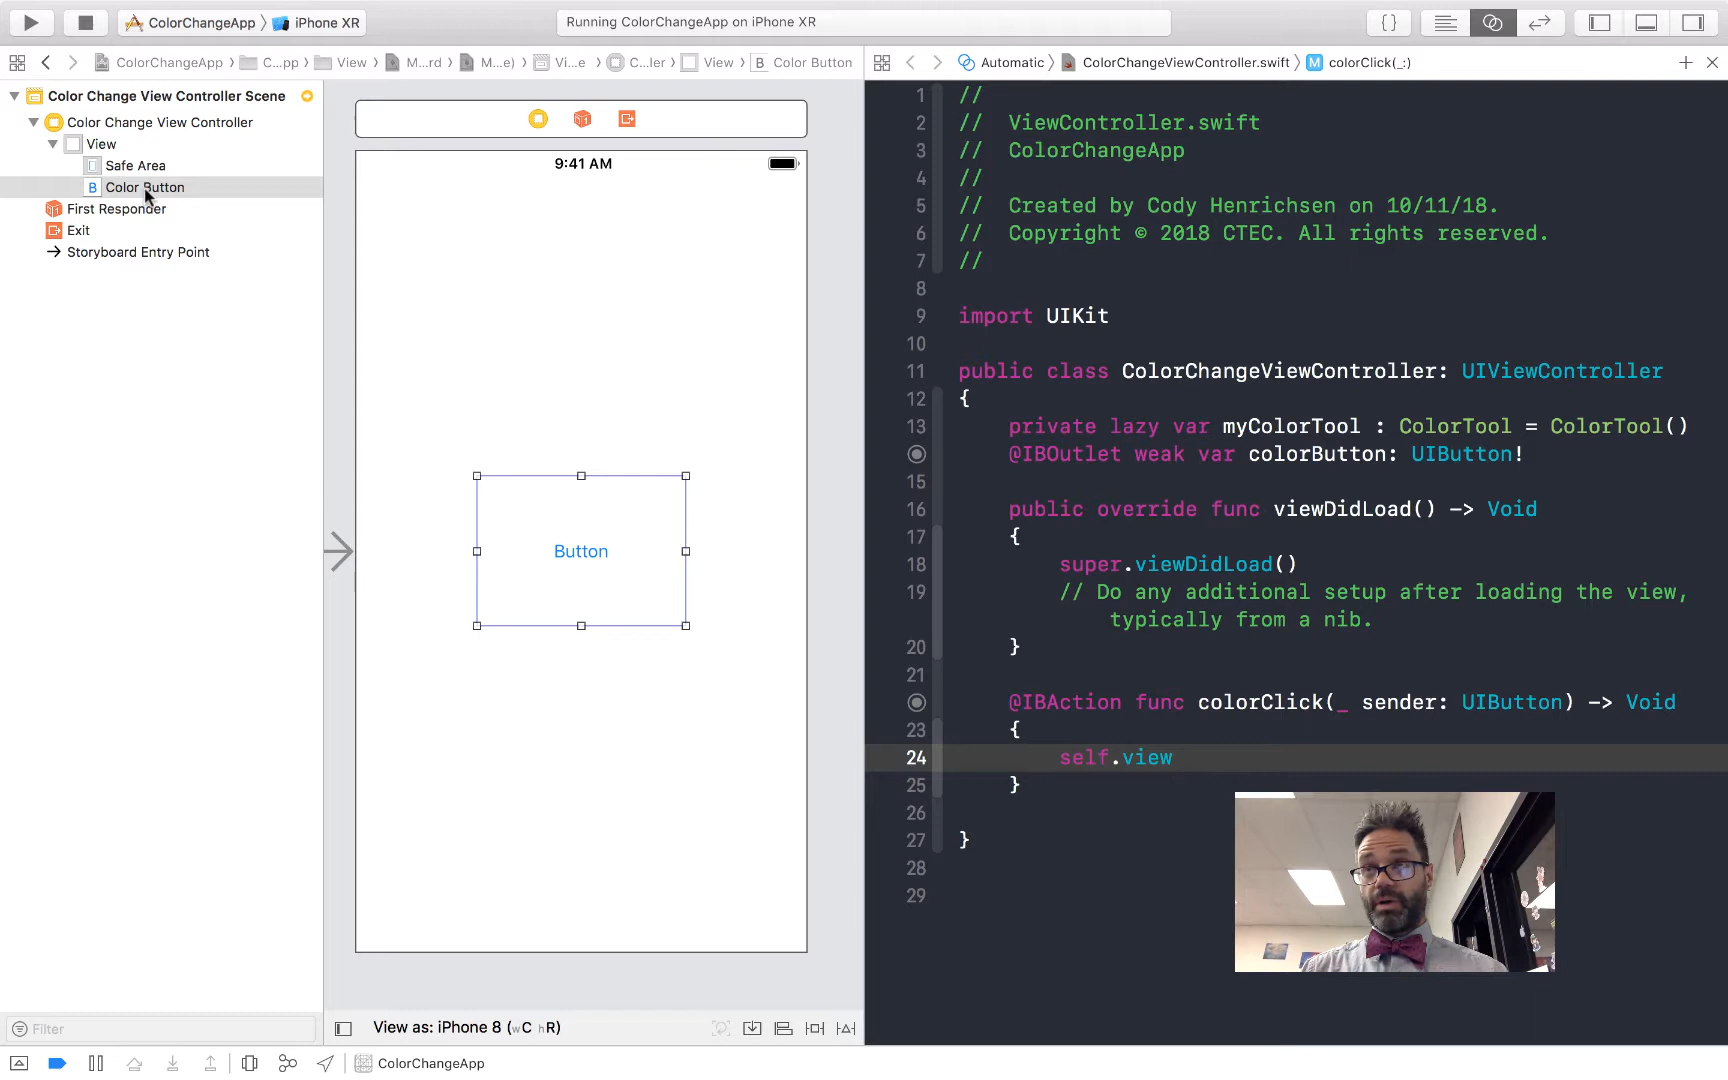 ColorChangeApp iPhone XR
Running ColorChangeApp on iPhone XR
{}
ColorChangeApp C...pp View M...rd M...e) Vi...e C...ler View B Color Button
Automatic ColorChangeViewController.swift M colorClick(_:)
Color Change View Controller Scene
Color Change View Controller
View
Safe Area
B Color Button
First Responder
Exit
Storyboard Entry Point
Filter
9:41 AM
Button
View as: iPhone 8 (wC hR)
1 //
2 // ViewController.swift
3 // ColorChangeApp
4 //
5 // Created by Cody Henrichsen on 10/11/18.
6 // Copyright © 2018 CTEC. All rights reserved.
7 //
8
9 import UIKit
10
11 public class ColorChangeViewController: UIViewController
12 {
13 private lazy var myColorTool : ColorTool = ColorTool()
@IBOutlet weak var colorButton: UIButton!
15
16 public override func viewDidLoad() -> Void
17 {
18 super.viewDidLoad()
19 // Do any additional setup after loading the view,
typically from a nib.
20 }
21
@IBAction func colorClick(_ sender: UIButton) -> Void
23 {
24 self.view
25 }
26
27 }
28
29
ColorChangeApp